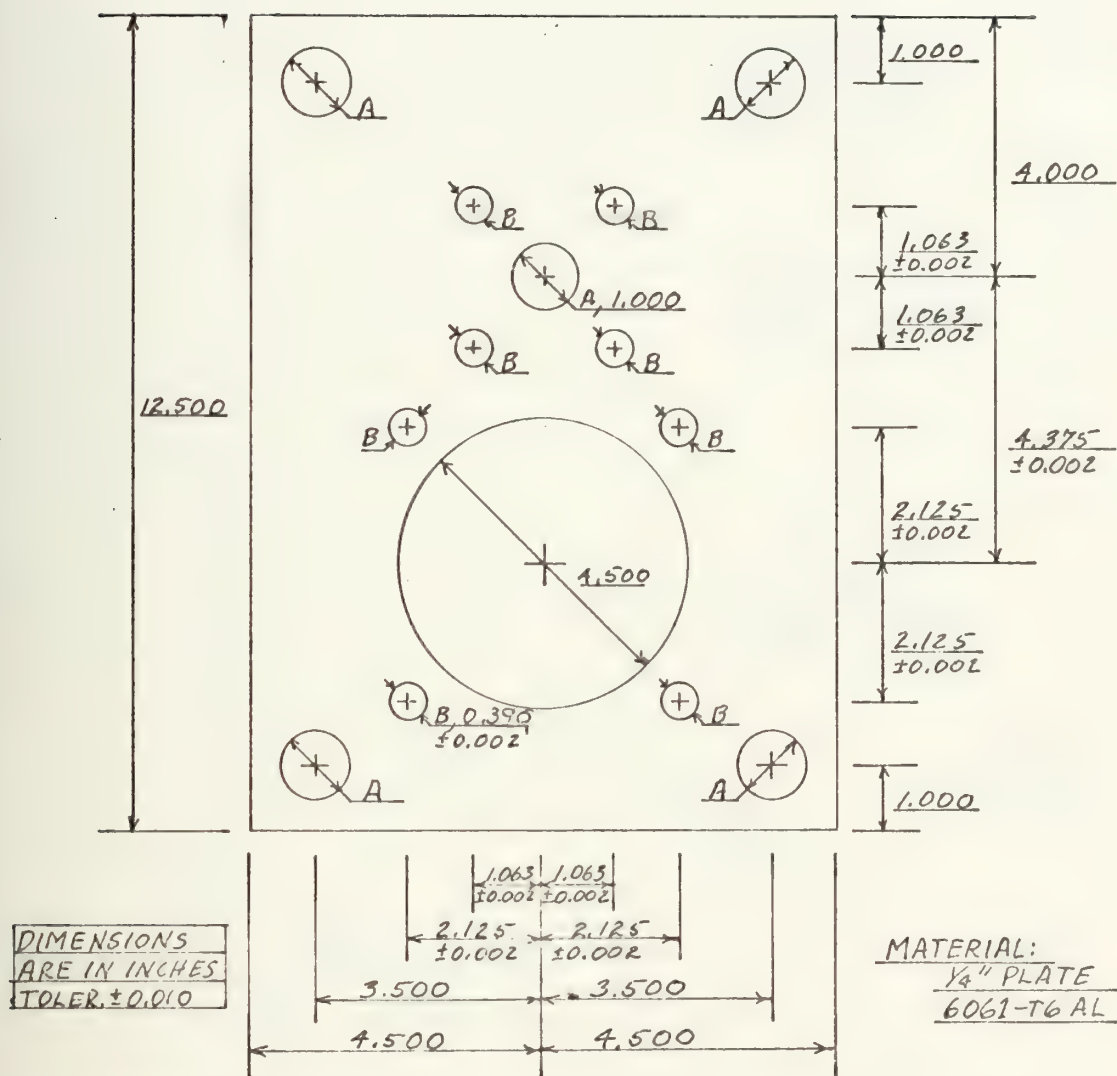 1.000
A
A
4.000
B
B
1.063
±0.002
A, 1.000
1.063
±0.002
B
B
12.500
B
B
4.375
±0.002
2.125
±0.002
4.500
2.125
±0.002
B,
±0.002
B
A
A
1.000
1.063 1.063
±0.002 ±0.002
2.125 2.125
±0.002 ±0.002
3.500 3.500
4.500 4.500
DIMENSIONS
ARE IN INCHES
TOLER. ±0.010
MATERIAL:
1/4" PLATE
6061-T6 AL